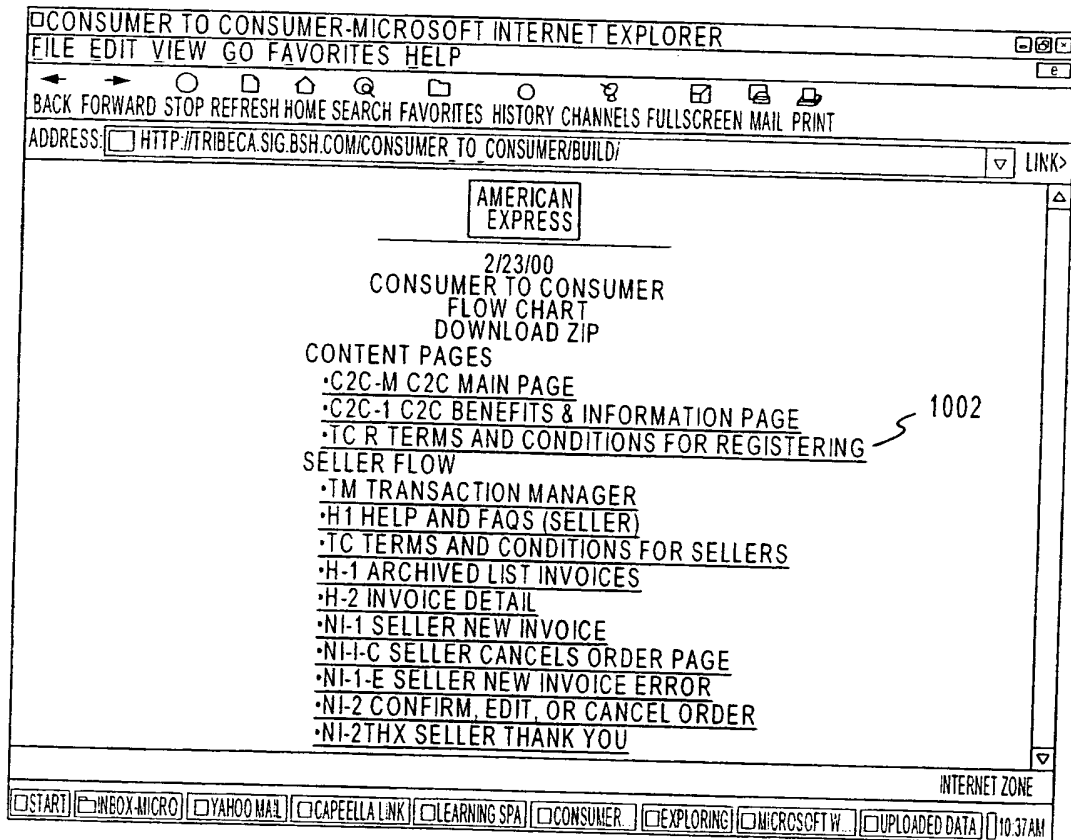 CONSUMER TO CONSUMER-MICROSOFT INTERNET EXPLORER
FILE EDIT VIEW GO FAVORITES HELP
e
BACK FORWARD STOP REFRESH HOME SEARCH FAVORITES HISTORY CHANNELS FULLSCREEN MAIL PRINT
ADDRESS: HTTP://TRIBECA.SIG.BSH.COM/CONSUMER_TO_CONSUMER/BUILD/ LINK>
AMERICAN
EXPRESS
2/23/00
CONSUMER TO CONSUMER
FLOW CHART
DOWNLOAD ZIP
CONTENT PAGES
•C2C-M C2C MAIN PAGE
•C2C-1 C2C BENEFITS & INFORMATION PAGE
•TC R TERMS AND CONDITIONS FOR REGISTERING
1002
SELLER FLOW
•TM TRANSACTION MANAGER
•H1 HELP AND FAQS (SELLER)
•TC TERMS AND CONDITIONS FOR SELLERS
•H-1 ARCHIVED LIST INVOICES
•H-2 INVOICE DETAIL
•NI-1 SELLER NEW INVOICE
•NI-I-C SELLER CANCELS ORDER PAGE
•NI-1-E SELLER NEW INVOICE ERROR
•NI-2 CONFIRM, EDIT, OR CANCEL ORDER
•NI-2THX SELLER THANK YOU
INTERNET ZONE
START INBOX-MICRO YAHOO MAIL CAPEELLA LINK LEARNING SPA CONSUMER... EXPLORING MICROSCFT W... UPLOADED DATA 10:37 AM